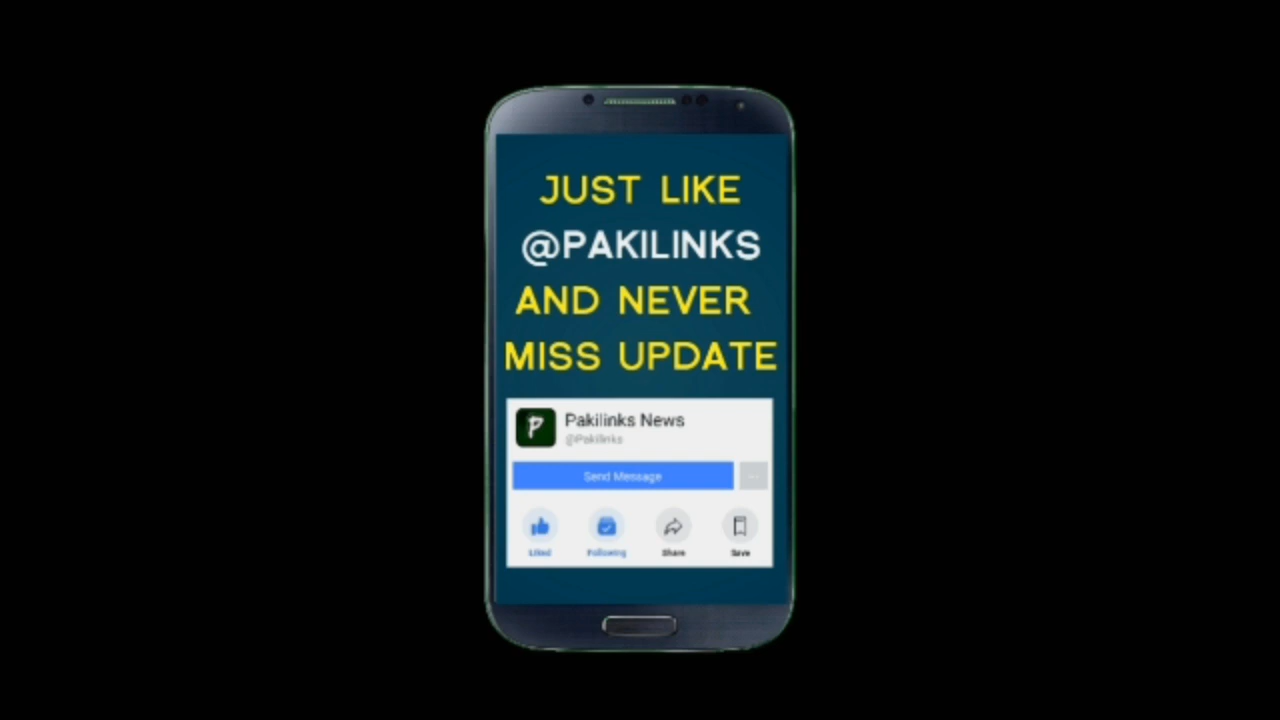 JUST LIKE
@PAKILINKS
AND NEVER
MISS UPDATE
P
Pakilinks News
@Pakilinks
Send Message
...
Liked
Following
Share
Save